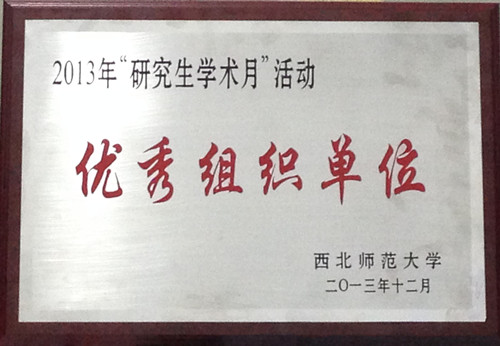 2013年“研究生学术月”活动
优秀组织单位
西北师范大学
二〇一三年十二月